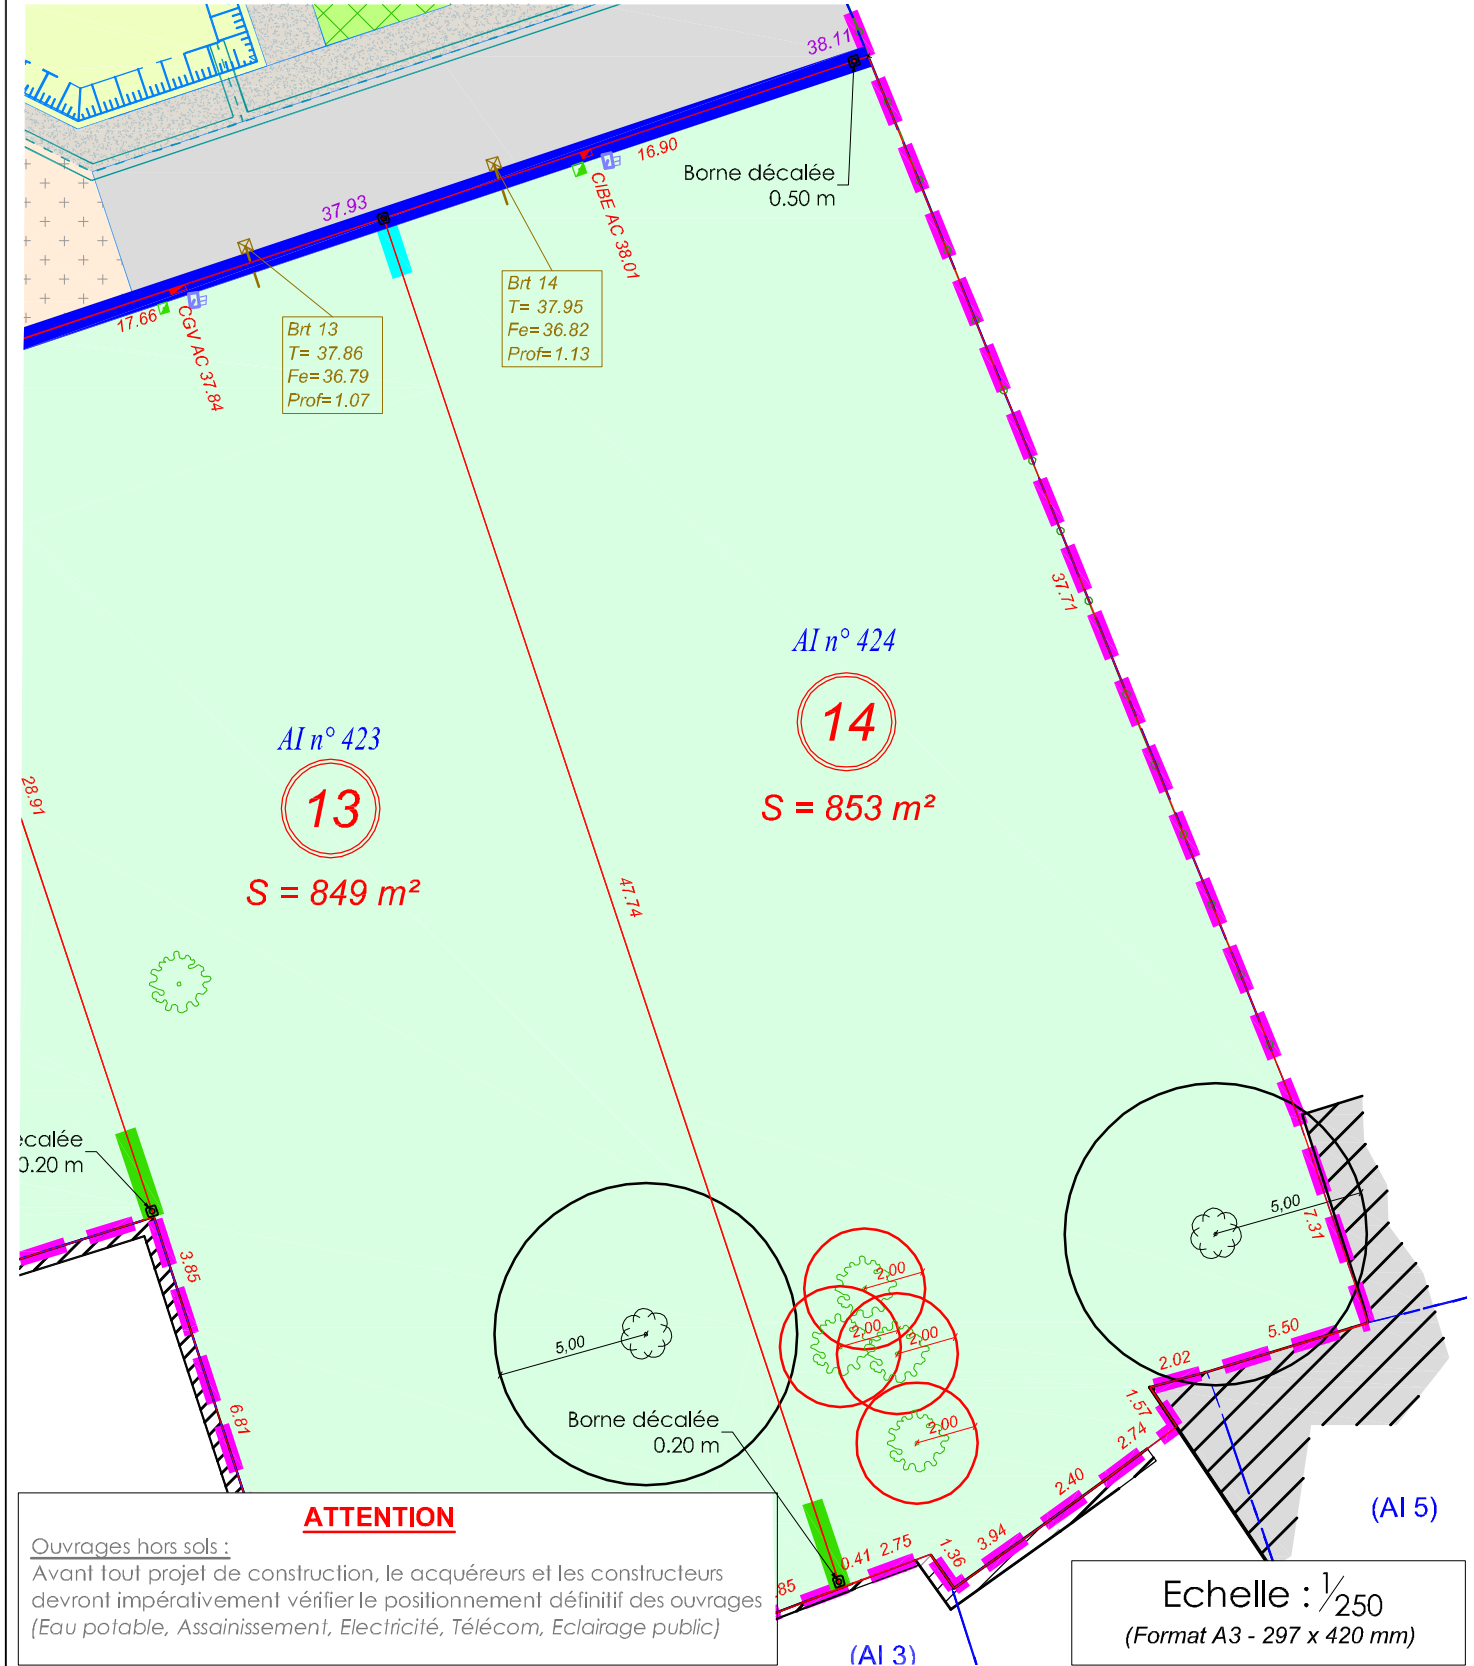 38.11
16.90
Borne décalée
0.50 m
37.93
CIBE AC 38.01
17.66
CGV AC 37.84
Brt 14
T= 37.95
Fe=36.82
Prof=1.13
Brt 13
T= 37.86
Fe=36.79
Prof=1.07
37.71
AI n° 424
14
S = 853 m²
AI n° 423
13
S = 849 m²
28.91
47.74
ecalée
0.20 m
3.85
6.81
5,00
5,00
7.31
2,00
2,00
2,00
2,00
5.50
2.02
1.57
2.74
2.40
3.94
1.36
2.75
0.41
85
Borne décalée
0.20 m
(AI 5)
(AI 3)
ATTENTION
Ouvrages hors sols :
Avant tout projet de construction, le acquéreurs et les constructeurs
devront impérativement vérifier le positionnement définitif des ouvrages
(Eau potable, Assainissement, Electricité, Télécom, Eclairage public)
Echelle : 1/250
(Format A3 - 297 x 420 mm)